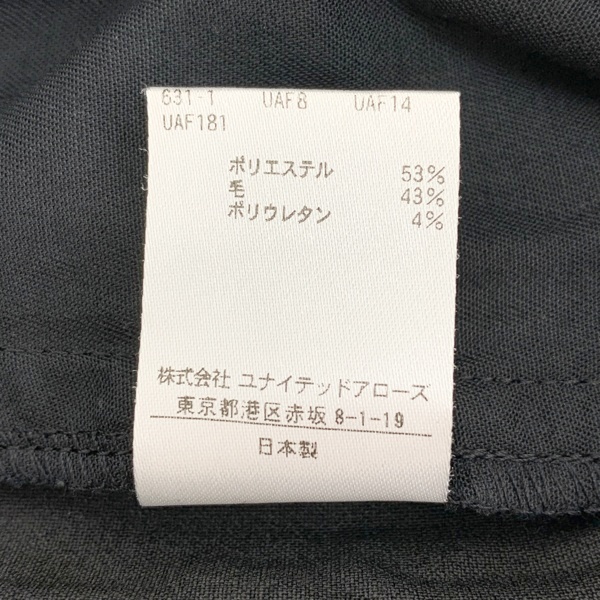 631-1 UAF8 UAF14
UAF181
ポリエステル 53%
毛 43%
ポリウレタン 4%
株式会社 ユナイテッドアローズ
東京都港区赤坂 8-1-19
日本製